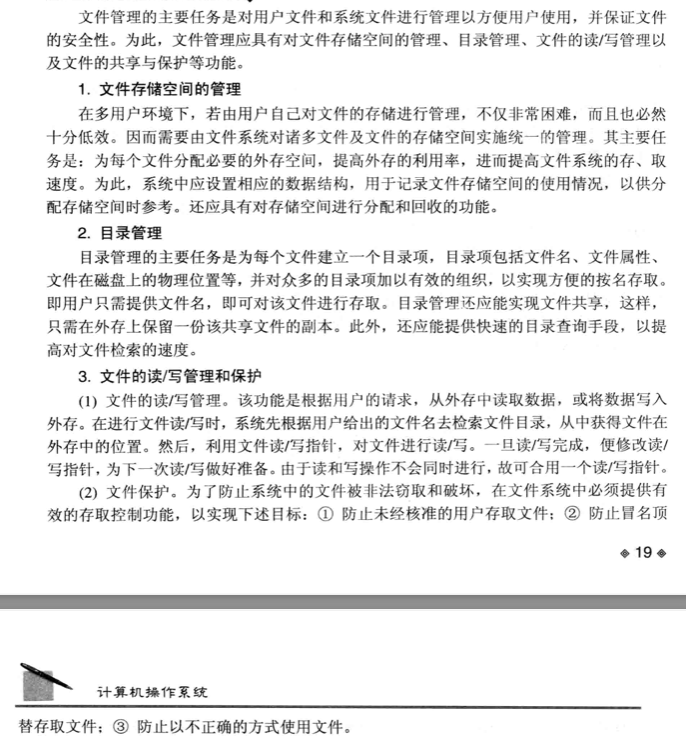 文件管理的主要任务是对用户文件和系统文件进行管理以方便用户使用，并保证文件
的安全性。为此，文件管理应具有对文件存储空间的管理、目录管理、文件的读/写管理以
及文件的共享与保护等功能。
1. 文件存储空间的管理
在多用户环境下，若由用户自己对文件的存储进行管理，不仅非常困难，而且也必然
十分低效。因而需要由文件系统对诸多文件及文件的存储空间实施统一的管理。其主要任
务是：为每个文件分配必要的外存空间，提高外存的利用率，进而提高文件系统的存、取
速度。为此，系统中应设置相应的数据结构，用于记录文件存储空间的使用情况，以供分
配存储空间时参考。还应具有对存储空间进行分配和回收的功能。
2. 目录管理
目录管理的主要任务是为每个文件建立一个目录项，目录项包括文件名、文件属性、
文件在磁盘上的物理位置等，并对众多的目录项加以有效的组织，以实现方便的按名存取。
即用户只需提供文件名，即可对该文件进行存取。目录管理还应能实现文件共享，这样，
只需在外存上保留一份该共享文件的副本。此外，还应能提供快速的目录查询手段，以提
高对文件检索的速度。
3. 文件的读/写管理和保护
(1) 文件的读/写管理。该功能是根据用户的请求，从外存中读取数据，或将数据写入
外存。在进行文件读/写时，系统先根据用户给出的文件名去检索文件目录，从中获得文件在
外存中的位置。然后，利用文件读/写指针，对文件进行读/写。一旦读/写完成，便修改读/
写指针，为下一次读/写做好准备。由于读和写操作不会同时进行，故可合用一个读/写指针。
(2) 文件保护。为了防止系统中的文件被非法窃取和破坏，在文件系统中必须提供有
效的存取控制功能，以实现下述目标：① 防止未经核准的用户存取文件；② 防止冒名顶
19
计算机操作系统
替存取文件；③ 防止以不正确的方式使用文件。